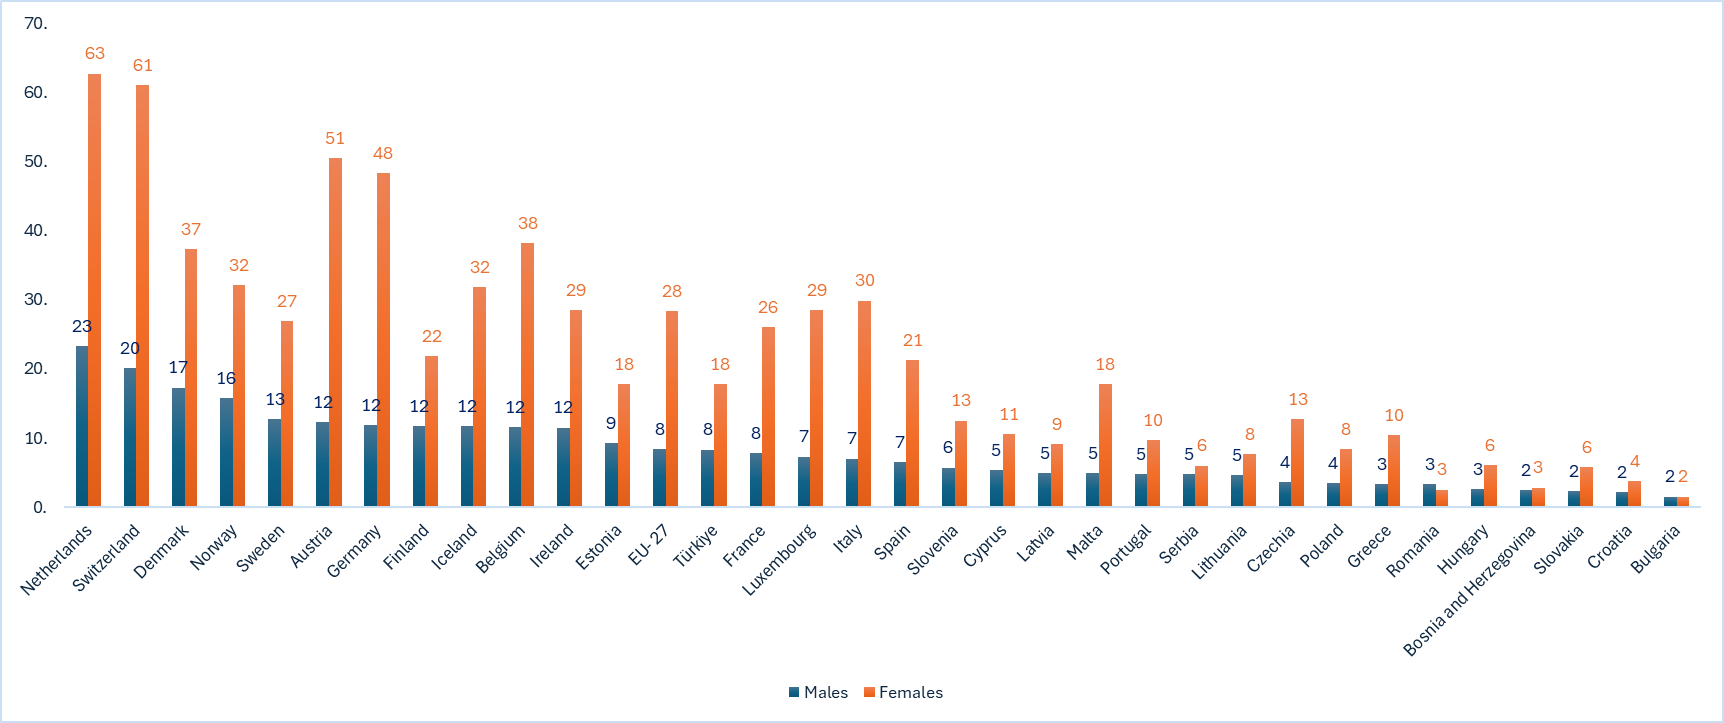 70.
60.
50.
40.
30.
20.
10.
0.
23 63
20 61
17 37
16 32
13 27
12 51
12 48
12 22
12 32
12 38
12 29
9 18
8 28
8 18
8 26
7 29
7 30
7 21
6 13
5 11
5 9
5 18
5 10
5 6
5 8
4 13
4 8
3 10
3 3
3 6
2 3
2 6
2 4
2 2
Netherlands
Switzerland
Denmark
Norway
Sweden
Austria
Germany
Finland
Iceland
Belgium
Ireland
Estonia
EU- 27
Türkiye
France
Luxembourg
Italy
Spain
Slovenia
Cyprus
Latvia
Malta
Portugal
Serbia
Lithuania
Czechia
Poland
Greece
Romania
Hungary
Bosnia and Herzegovina
Slovakia
Croatia
Bulgaria
Males Females